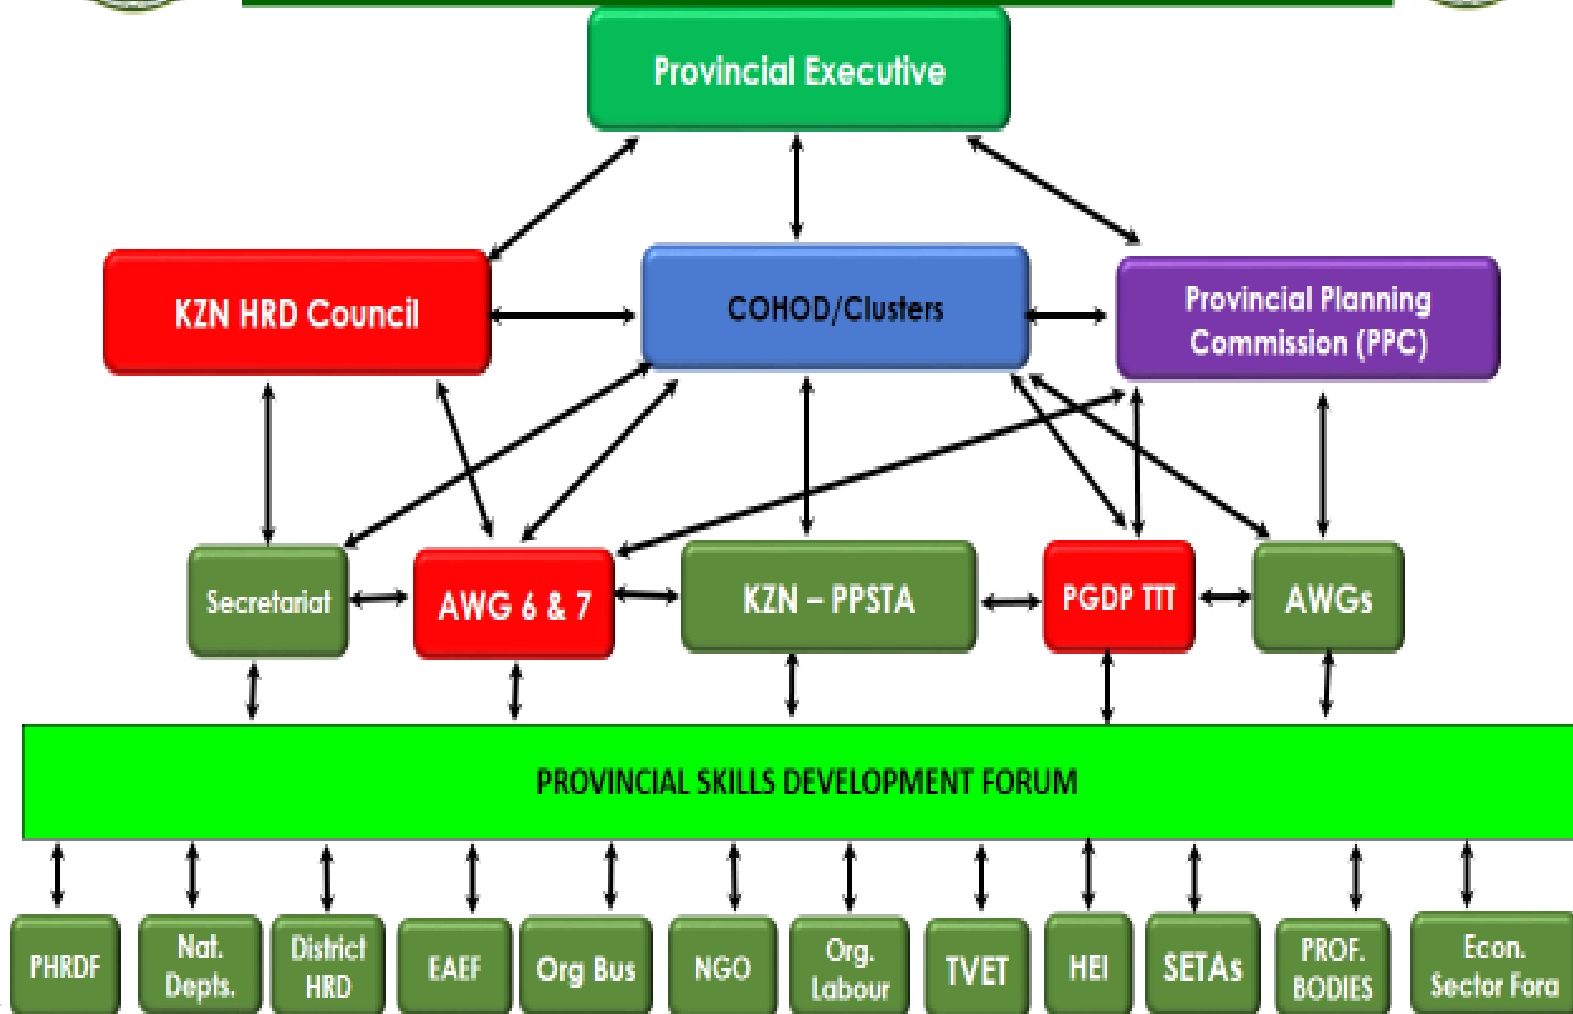 Provincial Executive
KZN HRD Council
COHOD/Clusters
Provincial Planning
Commission (PPC)
Secretariat
AWG 6 & 7
KZN – PPSTA
PGDP TTT
AWGs
PROVINCIAL SKILLS DEVELOPMENT FORUM
PHRDF
Nat.
Depts.
District
HRD
EAEF
Org Bus
NGO
Org.
Labour
TVET
HEI
SETAs
PROF.
BODIES
Econ.
Sector Fora